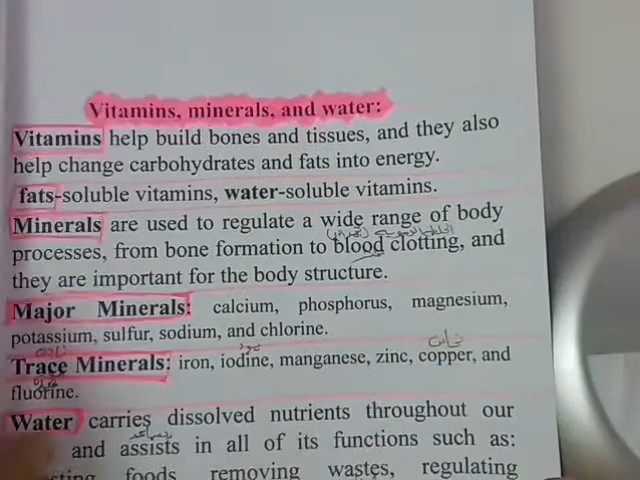 Vitamins, minerals, and water:
Vitamins help build bones and tissues, and they also
help change carbohydrates and fats into energy.
fats-soluble vitamins, water-soluble vitamins.
Minerals are used to regulate a wide range of body
processes, from bone formation to blood clotting, and
they are important for the body structure.
Major Minerals: calcium, phosphorus, magnesium,
potassium, sulfur, sodium, and chlorine.
نحاس
Trace Minerals: iron, iodine, manganese, zinc, copper, and
fluorine.
Water carries dissolved nutrients throughout our
يساعد
and assists in all of its functions such as:
foods removing wastes, regulating